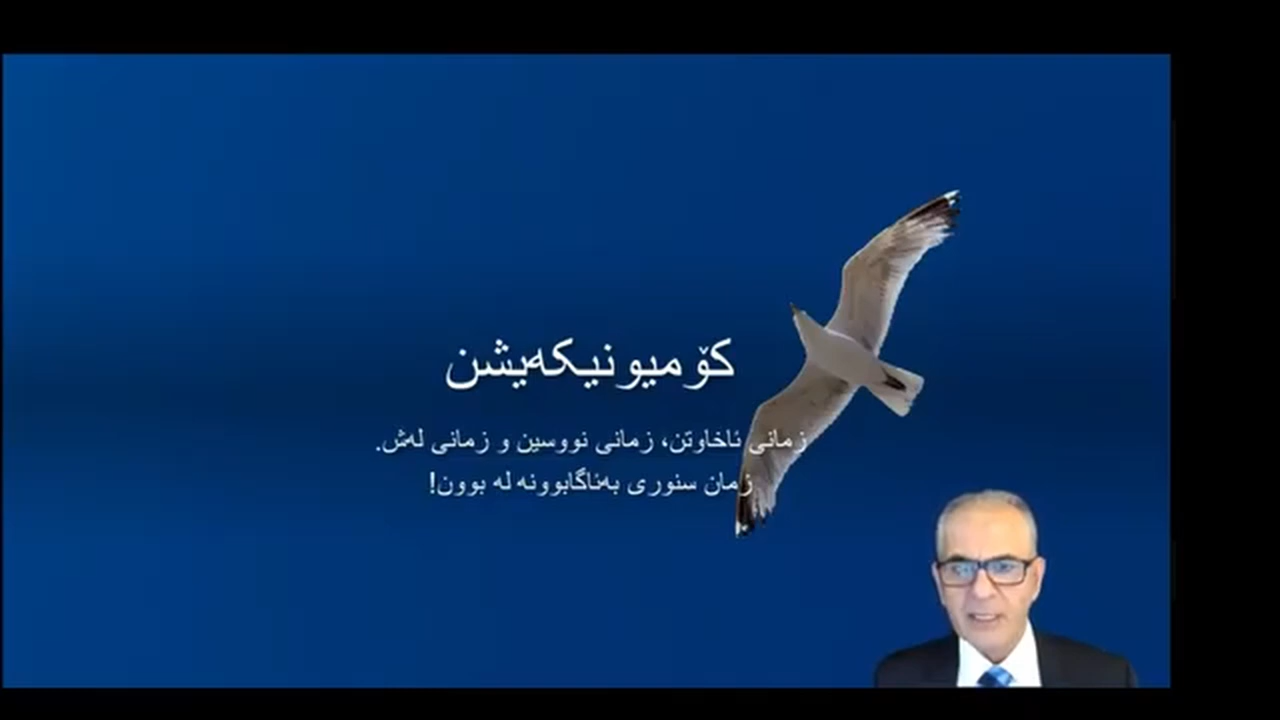 کۆمیونیکەیشن
زمانی ئاخاوتن، زمانی نووسین و زمانی لەش.
زمان سنوری بەئاگابوونە لە بوون!